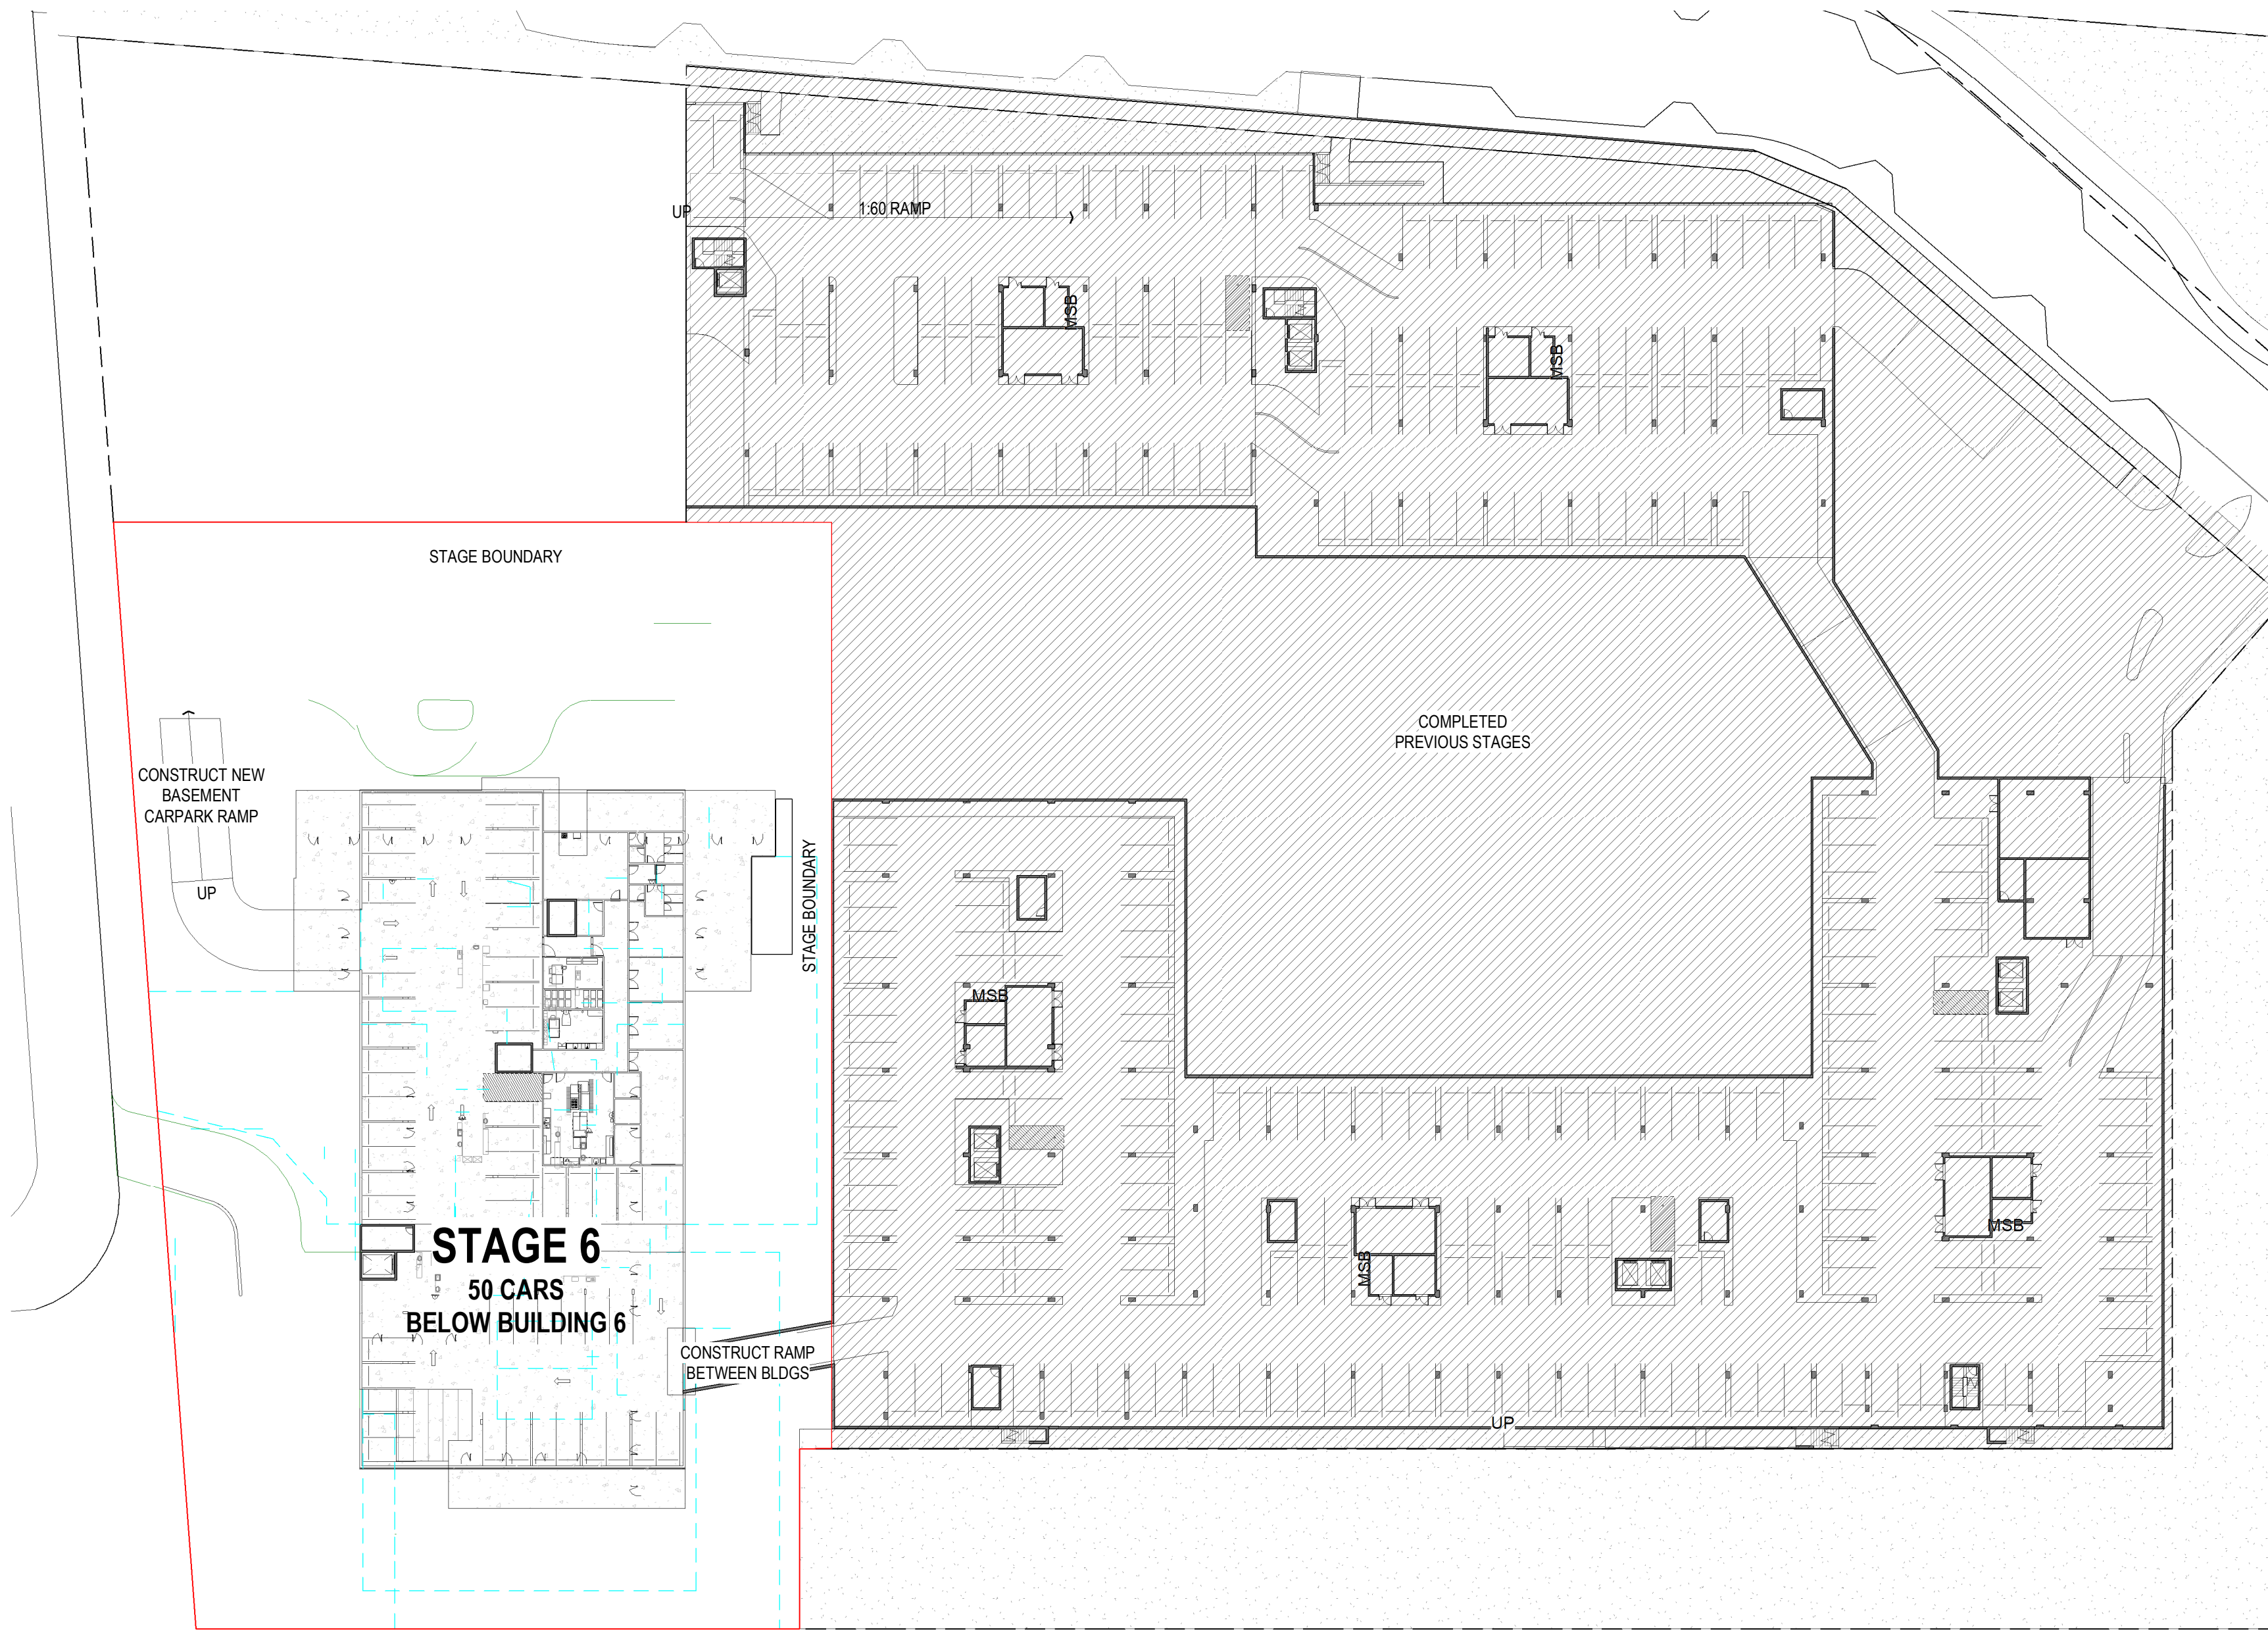 UP
1:60 RAMP
MSB
MSB
STAGE BOUNDARY
COMPLETED
PREVIOUS STAGES
CONSTRUCT NEW
BASEMENT
CARPARK RAMP
UP
STAGE BOUNDARY
MSB
MSB
MSB
STAGE 6
50 CARS
BELOW BUILDING 6
CONSTRUCT RAMP
BETWEEN BLDGS
UP